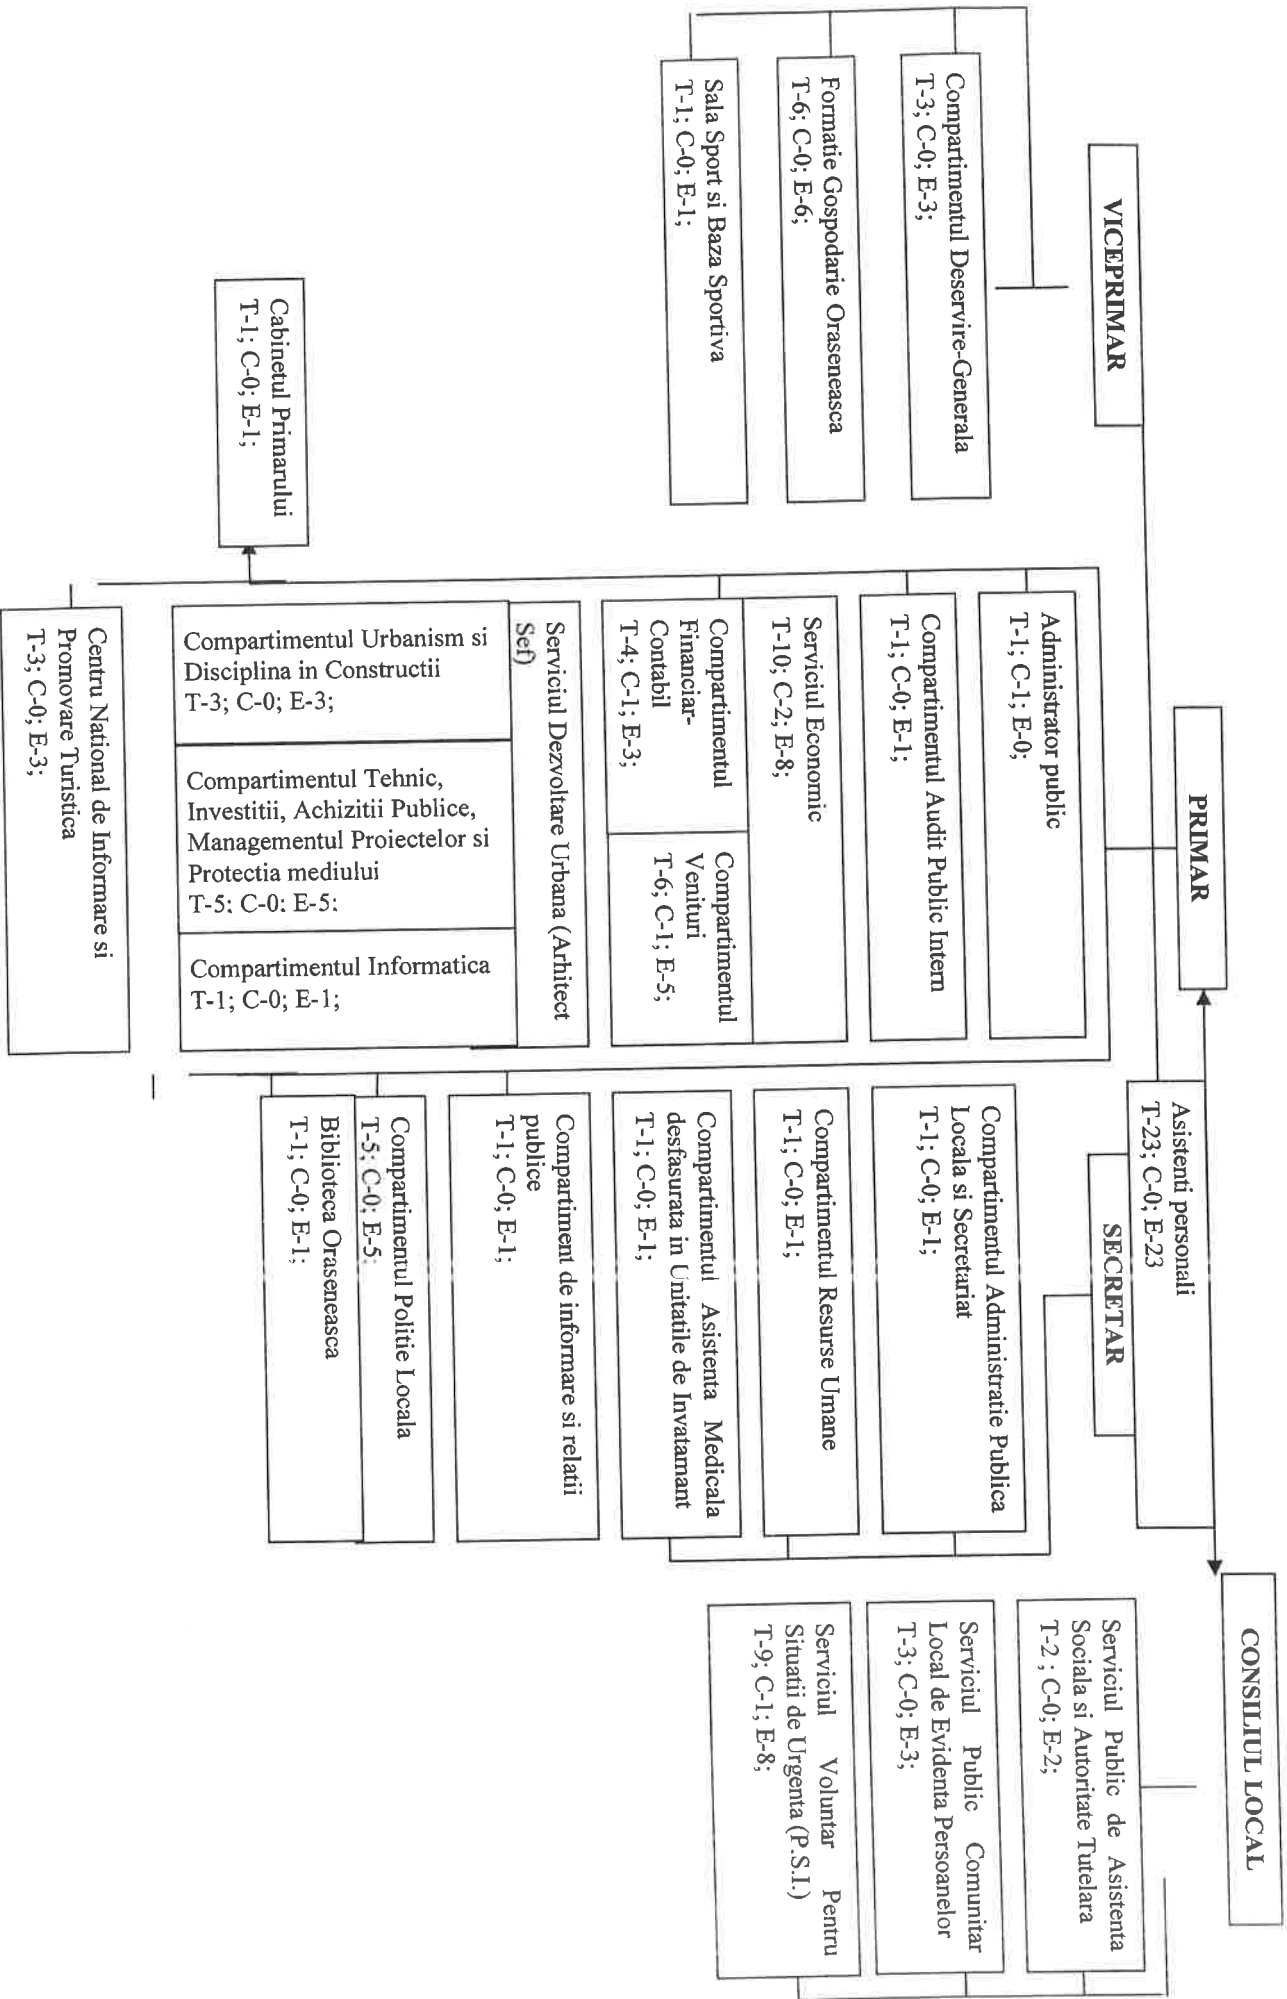 CONSILIUL LOCAL
PRIMAR
VICEPRIMAR
Asistenti personali
T-23; C-0; E-23
SECRETAR
Compartimentul Deservire-Generala
T-3; C-0; E-3;
Formatie Gospodarie Oraseneasca
T-6; C-0; E-6;
Sala Sport si Baza Sportiva
T-1; C-0; E-1;
Cabinetul Primarului
T-1; C-0; E-1;
Administrator public
T-1; C-1; E-0;
Compartimentul Audit Public Intern
T-1; C-0; E-1;
Serviciul Economic
T-10; C-2; E-8;
Compartimentul
Financiar-
Contabil
T-4; C-1; E-3;
Compartimentul
Venituri
T-6; C-1; E-5;
Serviciul Dezvoltare Urbana (Arhitect
Sef)
Compartimentul Urbanism si
Disciplina in Constructii
T-3; C-0; E-3;
Compartimentul Tehnic,
Investitii, Achizitii Publice,
Managementul Proiectelor si
Protectia mediului
T-5: C-0: E-5:
Compartimentul Informatica
T-1; C-0; E-1;
Centru National de Informare si
Promovare Turistica
T-3; C-0; E-3;
Compartimentul Administratie Publica
Locala si Secretariat
T-1; C-0; E-1;
Compartimentul Resurse Umane
T-1; C-0; E-1;
Compartimentul Asistenta Medicala
desfasurata in Unitatile de Invatamant
T-1; C-0; E-1;
Compartiment de informare si relatii
publice
T-1; C-0; E-1;
Compartimentul Politie Locala
T-5; C-0; E-5;
Biblioteca Oraseneasca
T-1; C-0; E-1;
Serviciul Public de Asistenta
Sociala si Autoritate Tutelara
T-2 ; C-0; E-2;
Serviciul Public Comunitar
Local de Evidenta Persoanelor
T-3; C-0; E-3;
Serviciul Voluntar Pentru
Situatii de Urgenta (P.S.I.)
T-9; C-1; E-8;